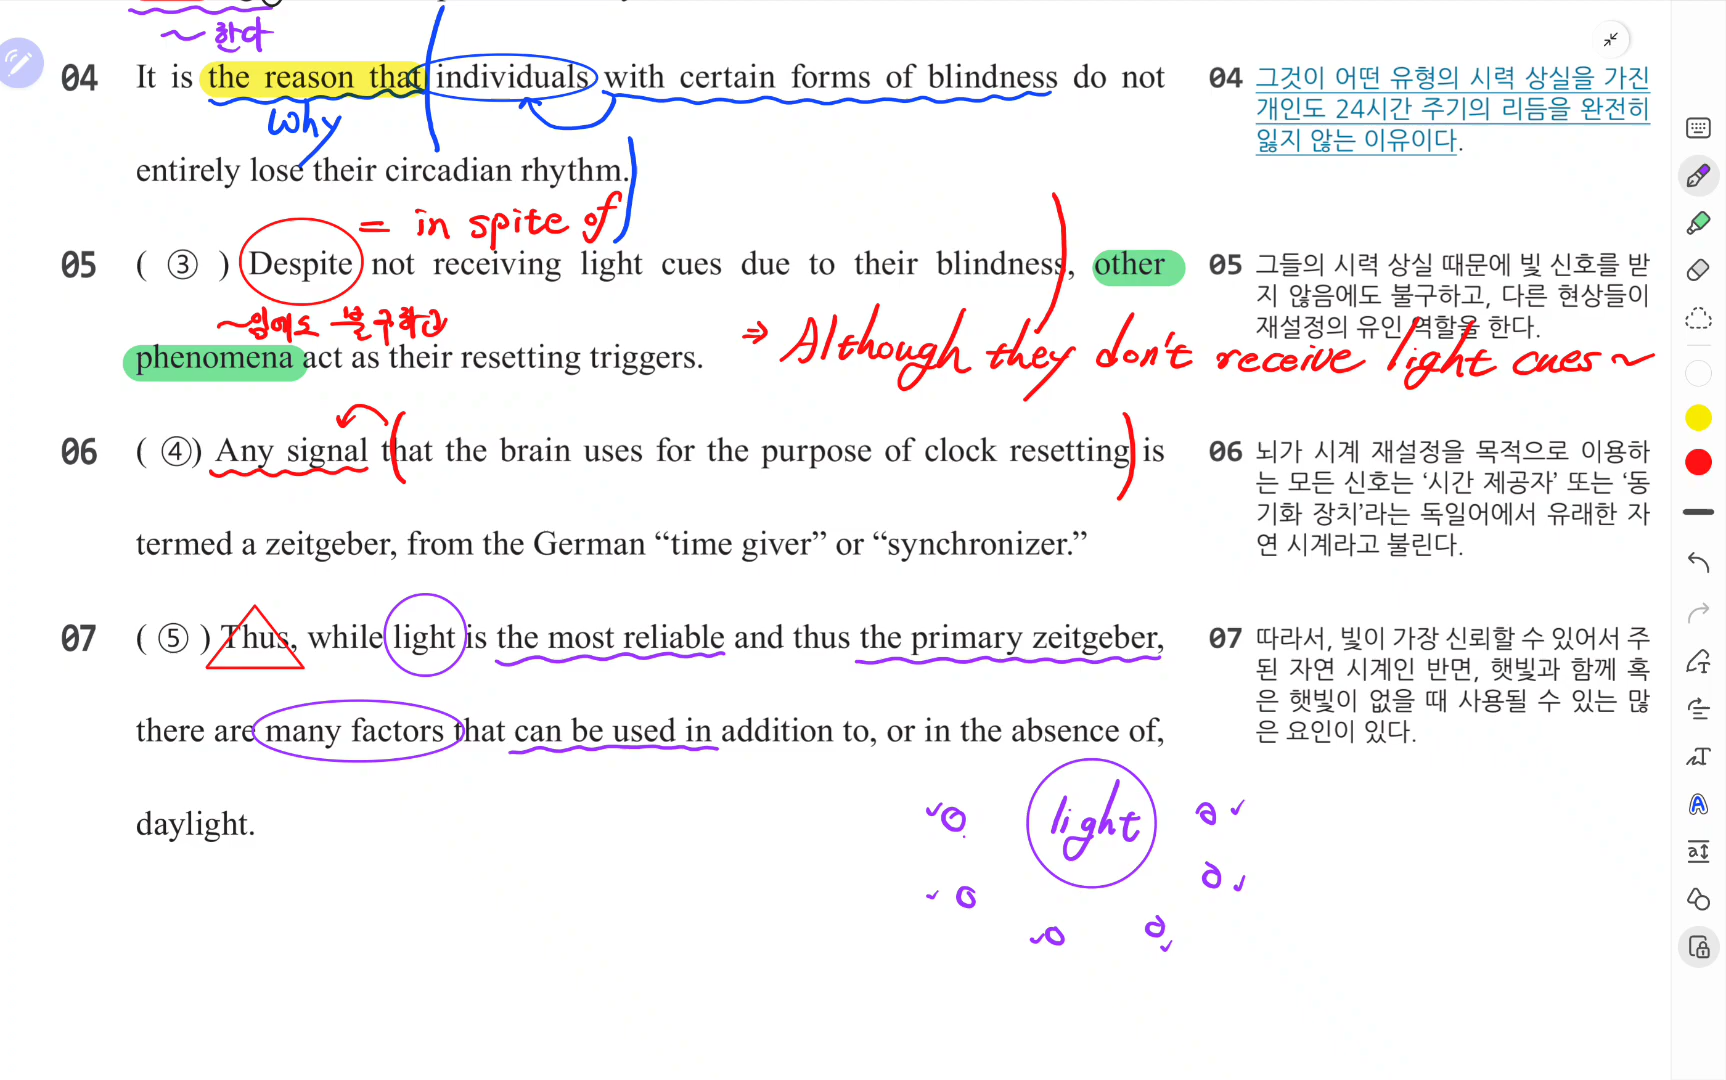 ~ 한다
04 It is the reason that individuals with certain forms of blindness do not
why
entirely lose their circadian rhythm.
04 그것이 어떤 유형의 시력 상실을 가진
개인도 24시간 주기의 리듬을 완전히
잃지 않는 이유이다.
= in spite of
05 ( ③ ) Despite not receiving light cues due to their blindness, other
~임에도 불구하고
phenomena act as their resetting triggers.
⇒ Although they don't receive light cues ~
05 그들의 시력 상실 때문에 빛 신호를 받
지 않음에도 불구하고, 다른 현상들이
재설정의 유인 역할을 한다.
06 ( ④) Any signal that the brain uses for the purpose of clock resetting is
termed a zeitgeber, from the German “time giver” or “synchronizer.”
06 뇌가 시계 재설정을 목적으로 이용하
는 모든 신호는 ‘시간 제공자’ 또는 ‘동
기화 장치’라는 독일어에서 유래한 자
연 시계라고 불린다.
07 ( ⑤ ) Thus, while light is the most reliable and thus the primary zeitgeber,
there are many factors that can be used in addition to, or in the absence of,
daylight.
07 따라서, 빛이 가장 신뢰할 수 있어서 주
된 자연 시계인 반면, 햇빛과 함께 혹
은 햇빛이 없을 때 사용될 수 있는 많
은 요인이 있다.
light